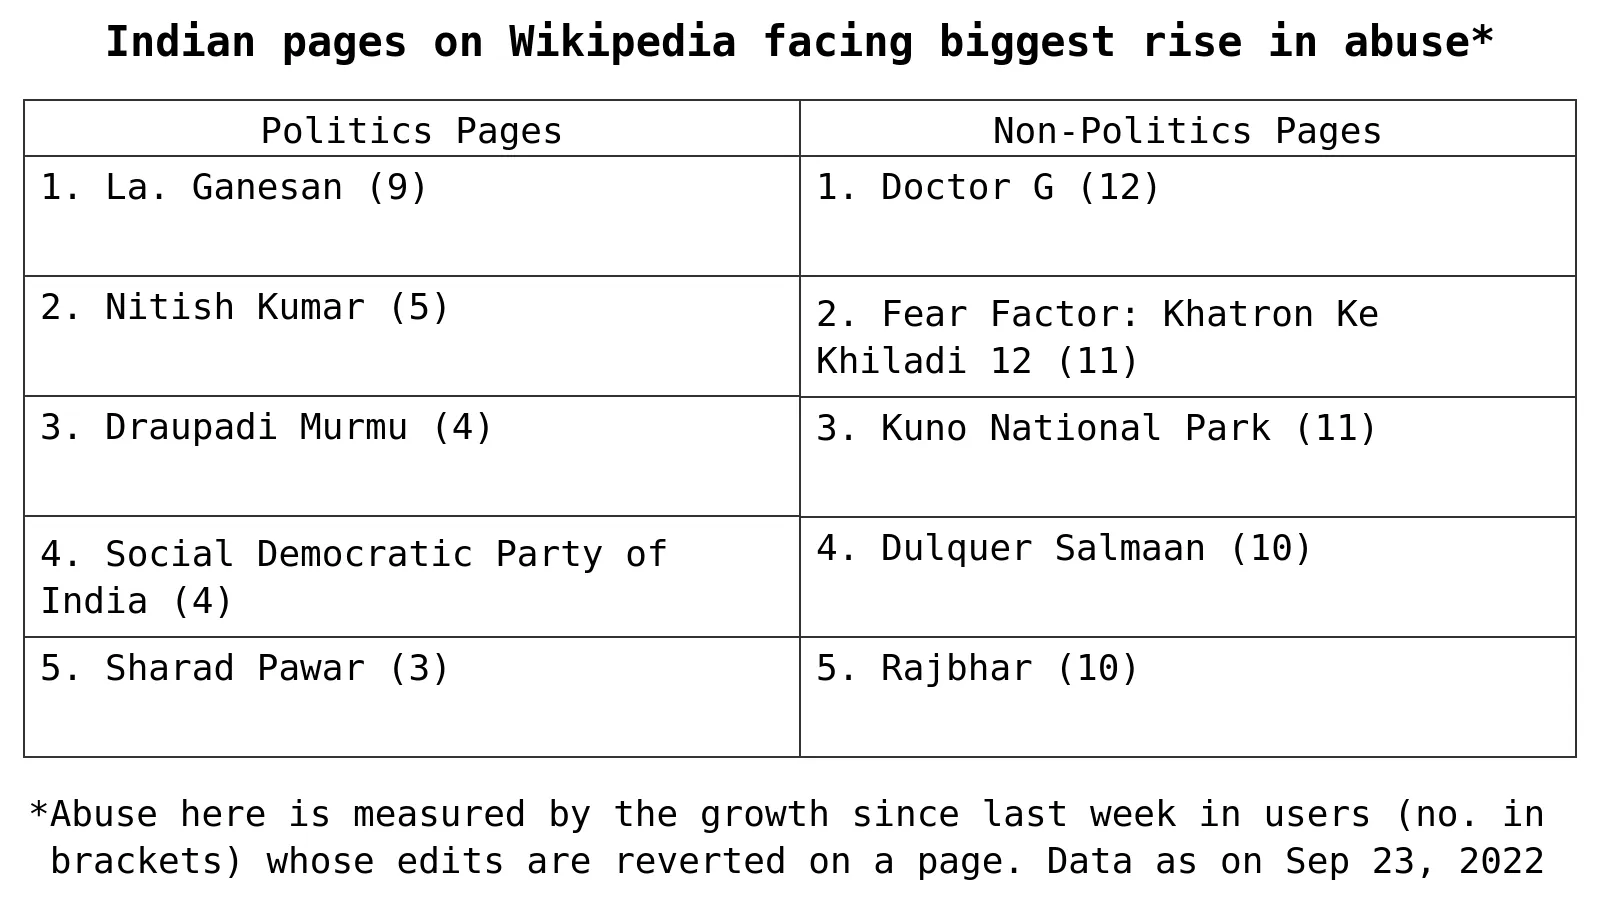 Indian pages on Wikipedia facing biggest rise in abuse*
Politics Pages
Non-Politics Pages
1. La. Ganesan (9)
1. Doctor G (12)
2. Nitish Kumar (5)
2. Fear Factor: Khatron Ke
Khiladi 12 (11)
3. Draupadi Murmu (4)
3. Kuno National Park (11)
4. Social Democratic Party of
India (4)
4. Dulquer Salmaan (10)
5. Sharad Pawar (3)
5. Rajbhar (10)
*Abuse here is measured by the growth since last week in users (no. in
brackets) whose edits are reverted on a page. Data as on Sep 23, 2022